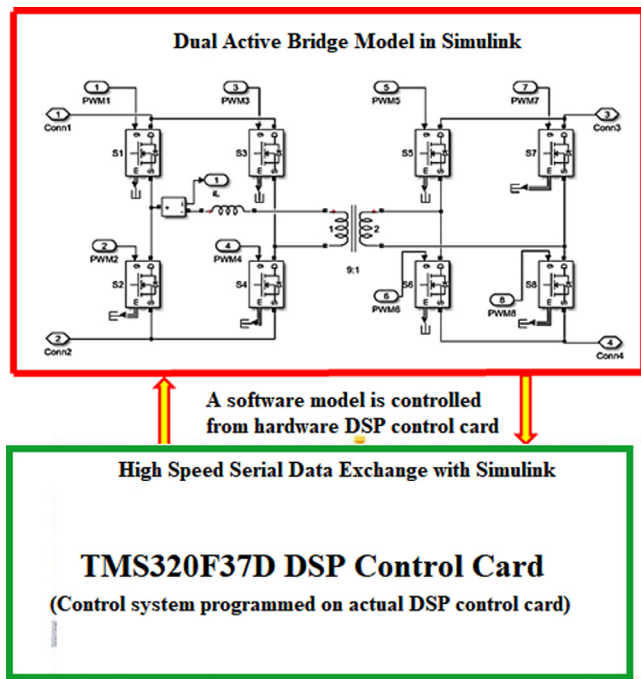 Dual Active Bridge Model in Simulink
1
PWM1
3
PWM3
5
PWM5
7
PWM7
1
Conn1
3
Conn3
S1
S3
S5
S7
g D
E S
1
iL
1
2
9:1
2
PWM2
4
PWM4
6
PWM6
8
PWM8
S2
S4
S6
S8
2
Conn2
4
Conn4
A software model is controlled
from hardware DSP control card
High Speed Serial Data Exchange with Simulink
TMS320F37D DSP Control Card
(Control system programmed on actual DSP control card)